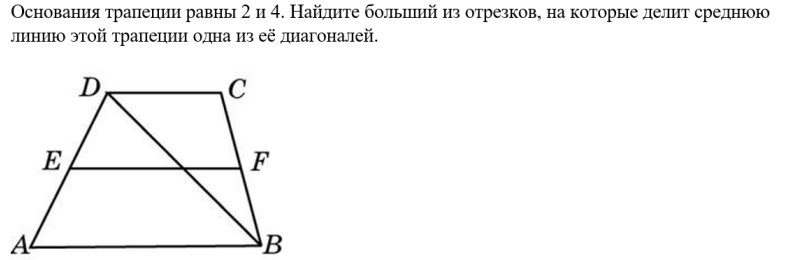 Основания трапеции равны 2 и 4. Найдите больший из отрезков, на которые делит среднюю
линию этой трапеции одна из её диагоналей.
D
C
E
F
A
B